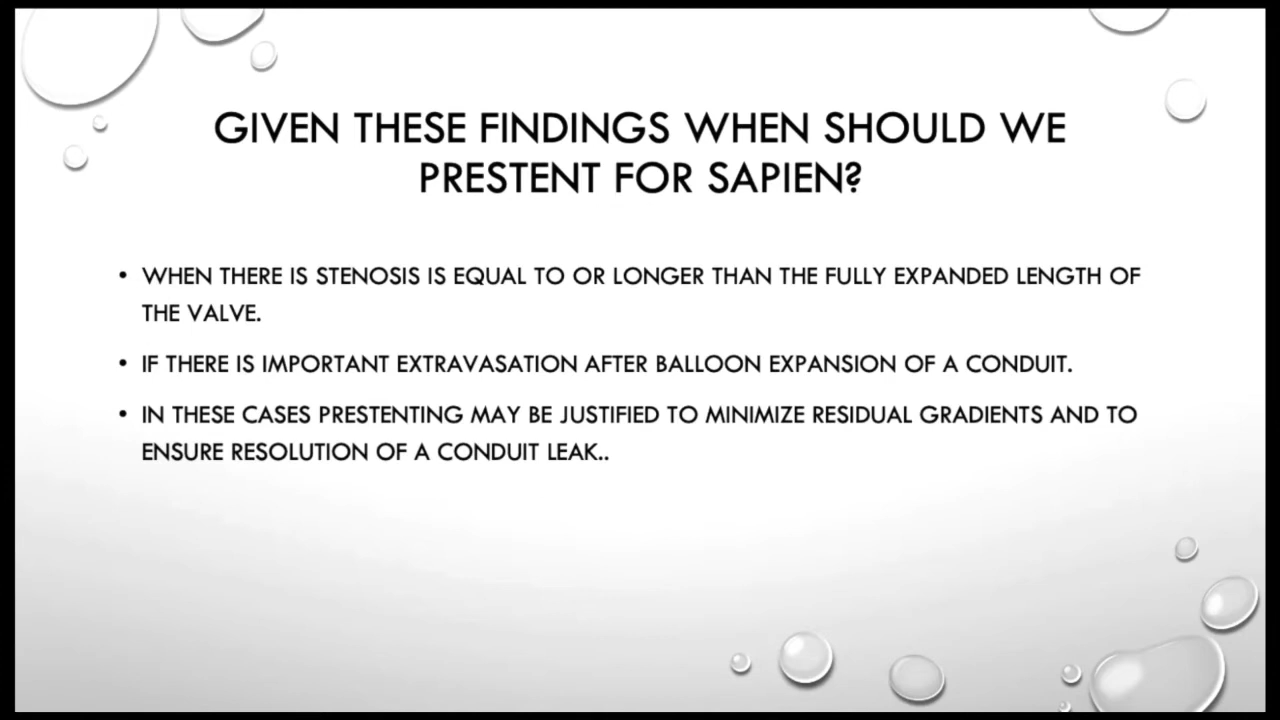 GIVEN THESE FINDINGS WHEN SHOULD WE
PRESTENT FOR SAPIEN?
• WHEN THERE IS STENOSIS IS EQUAL TO OR LONGER THAN THE FULLY EXPANDED LENGTH OF
THE VALVE.
• IF THERE IS IMPORTANT EXTRAVASATION AFTER BALLOON EXPANSION OF A CONDUIT.
• IN THESE CASES PRESTENTING MAY BE JUSTIFIED TO MINIMIZE RESIDUAL GRADIENTS AND TO
ENSURE RESOLUTION OF A CONDUIT LEAK..